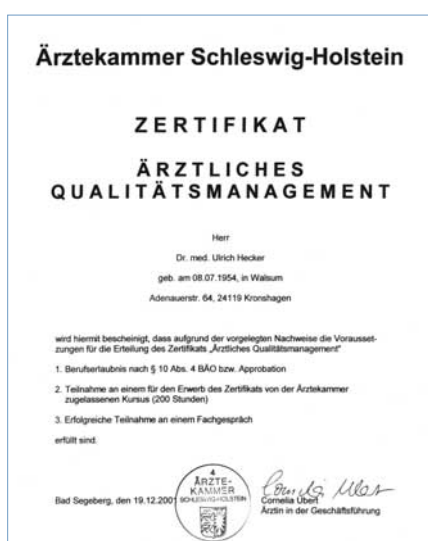 Ärztekammer Schleswig-Holstein
ZERTIFIKAT
ÄRZTLICHES
QUALITÄTSMANAGEMENT
Herr
Dr. med. Ulrich Hecker
geb. am 08.07.1954, in Walsum
Adenauerstr. 64, 24119 Kronshagen
wird hiermit bescheinigt, dass aufgrund der vorgelegten Nachweise die Vorausset-
zungen für die Erteilung des Zertifikats „Ärztliches Qualitätsmanagement"
1. Berufserlaubnis nach § 10 Abs. 4 BÄO bzw. Approbation
2. Teilnahme an einem für den Erwerb des Zertifikats von der Ärztekammer
zugelassenen Kursus (200 Stunden)
3. Erfolgreiche Teilnahme an einem Fachgespräch
erfüllt sind.
4
ÄRZTE-
KAMMER
SCHLESWIG-HOLSTEIN
Bad Segeberg, den 19.12.2001
Cornelia Ubert
Ärztin in der Geschäftsführung